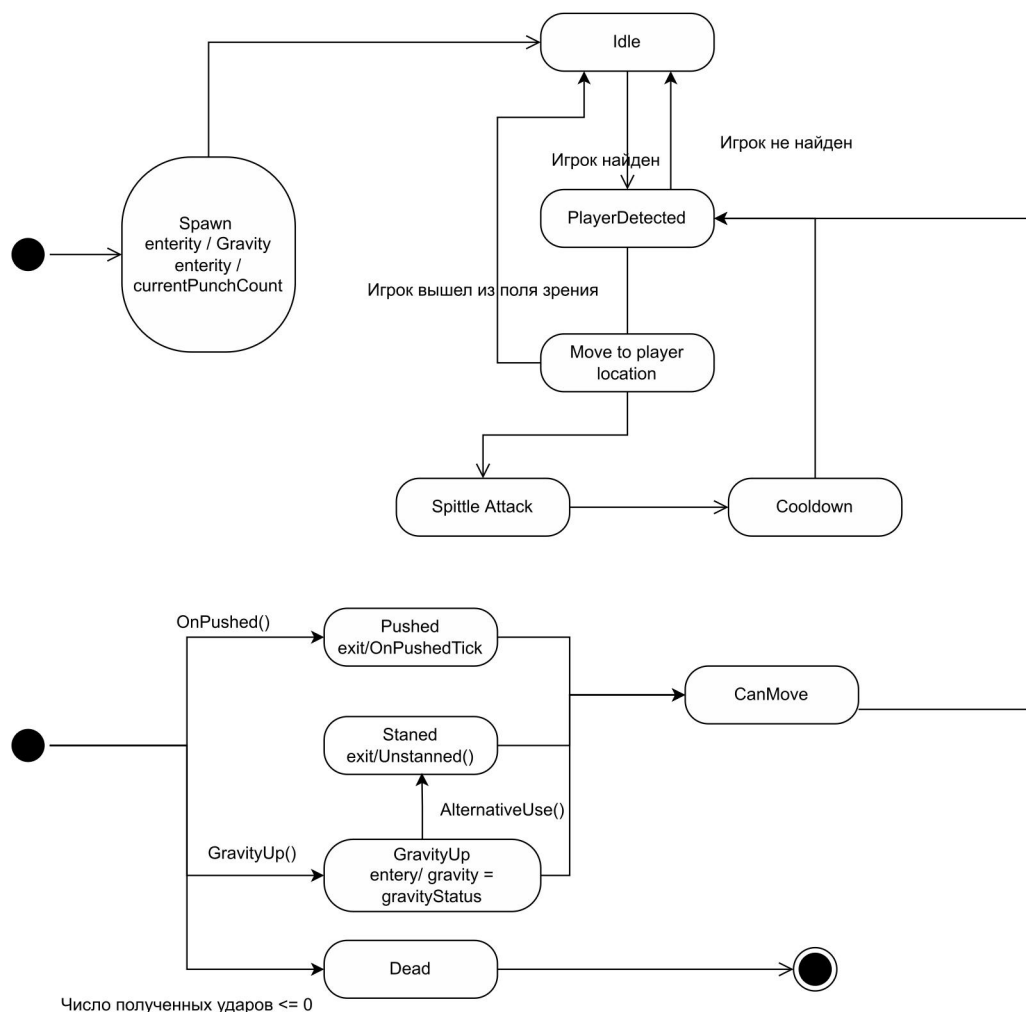 Idle
Игрок не найден
Игрок найден
Spawn
enterity / Gravity
enterity /
currentPunchCount
PlayerDetected
Игрок вышел из поля зрения
Move to player
location
Spittle Attack
Cooldown
OnPushed()
Pushed
exit/OnPushedTick
CanMove
Staned
exit/Unstanned()
AlternativeUse()
GravityUp()
GravityUp
entery/ gravity =
gravityStatus
Dead
Число полученных ударов <= 0